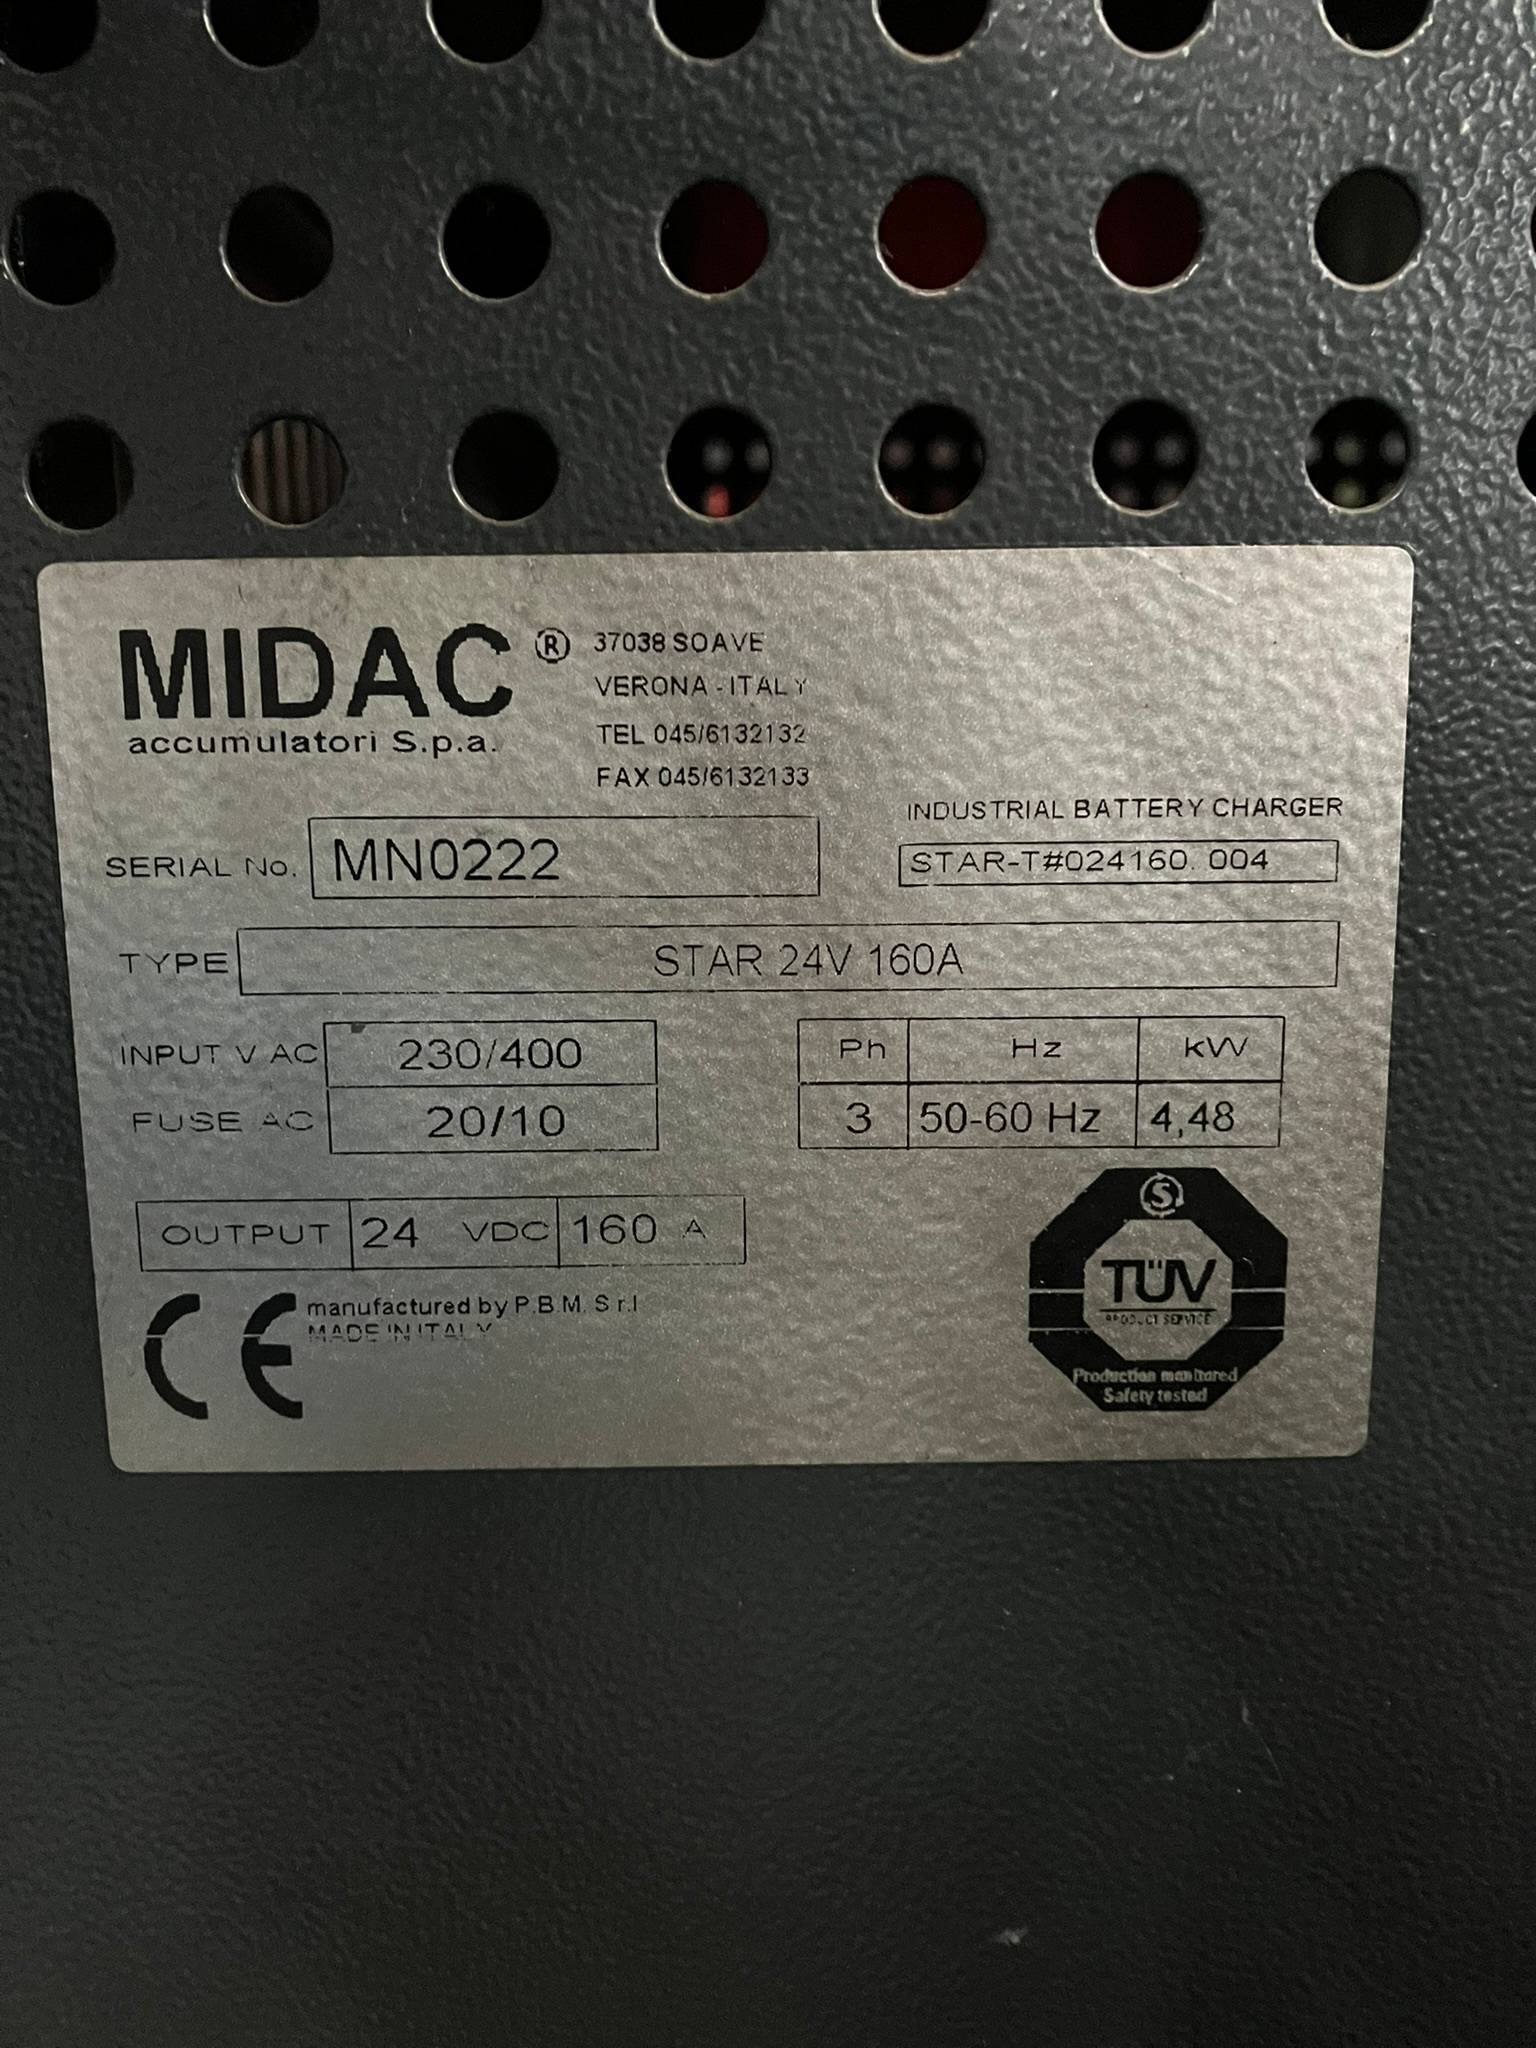 MIDAC ®
accumulatori S.p.a.
37038 SOAVE
VERONA - ITALY
TEL 045/6132132
FAX 045/6132133
INDUSTRIAL BATTERY CHARGER
SERIAL No. MN0222
STAR-T#024160. 004
TYPE STAR 24V 160A
INPUT V AC 230/400
FUSE AC 20/10
Ph Hz kW
3 50-60 Hz 4,48
OUTPUT 24 VDC 160 A
CE
manufactured by P.B.M. S r.l
MADE IN ITALY
S
TÜV
PRODUCT SERVICE
Production monitored
Safety tested